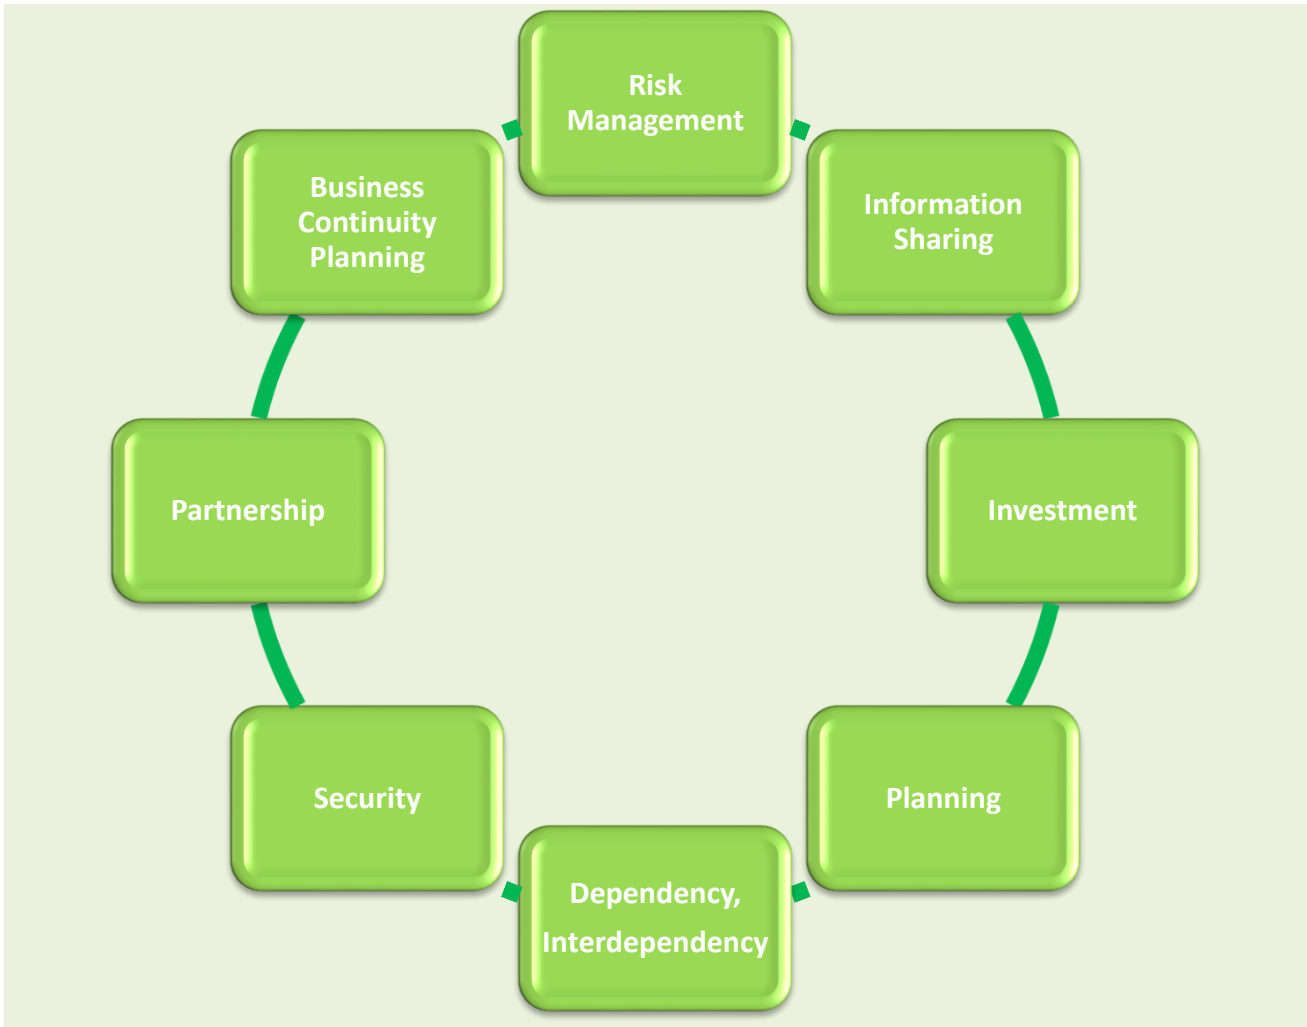 Risk
Management
Information
Sharing
Investment
Planning
Dependency,
Interdependency
Security
Partnership
Business
Continuity
Planning